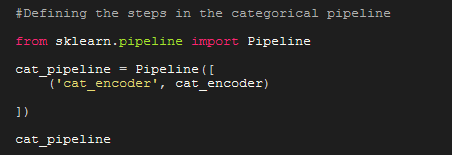 #Defining the steps in the categorical pipeline
from sklearn.pipeline import Pipeline
cat_pipeline = Pipeline([
    ('cat_encoder', cat_encoder)
])
cat_pipeline